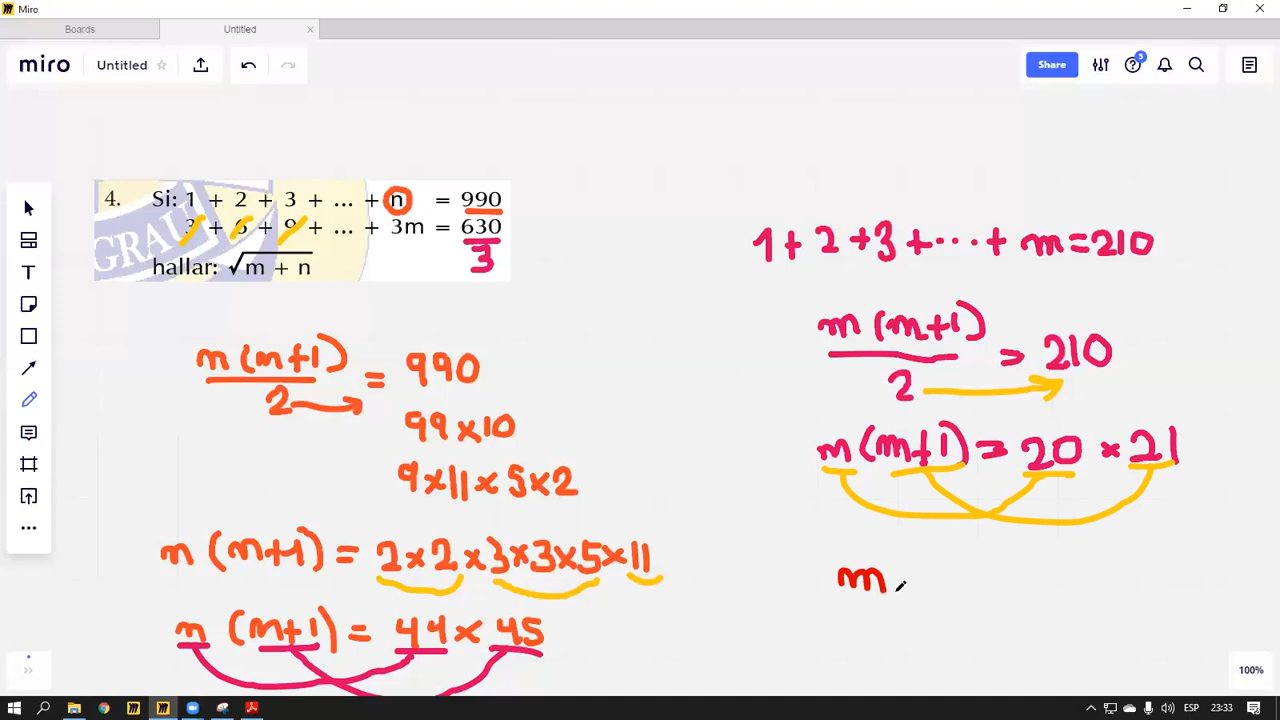 Miro
Boards
Untitled
miro
Untitled
Share
5
4. Si: 1 + 2 + 3 + ... + n = 990
3 + 6 + 9 + ... + 3m = 630
3
hallar: √m + n
GRAU
n(n+1)
2
= 990
99×10
9×11×5×2
n(n+1) = 2×2×3×3×5×11
n(n+1) = 44×45
1+2+3+...+m=210
m(m+1)
2
= 210
m(m+1) = 20×21
m
100%
ESP
23:33